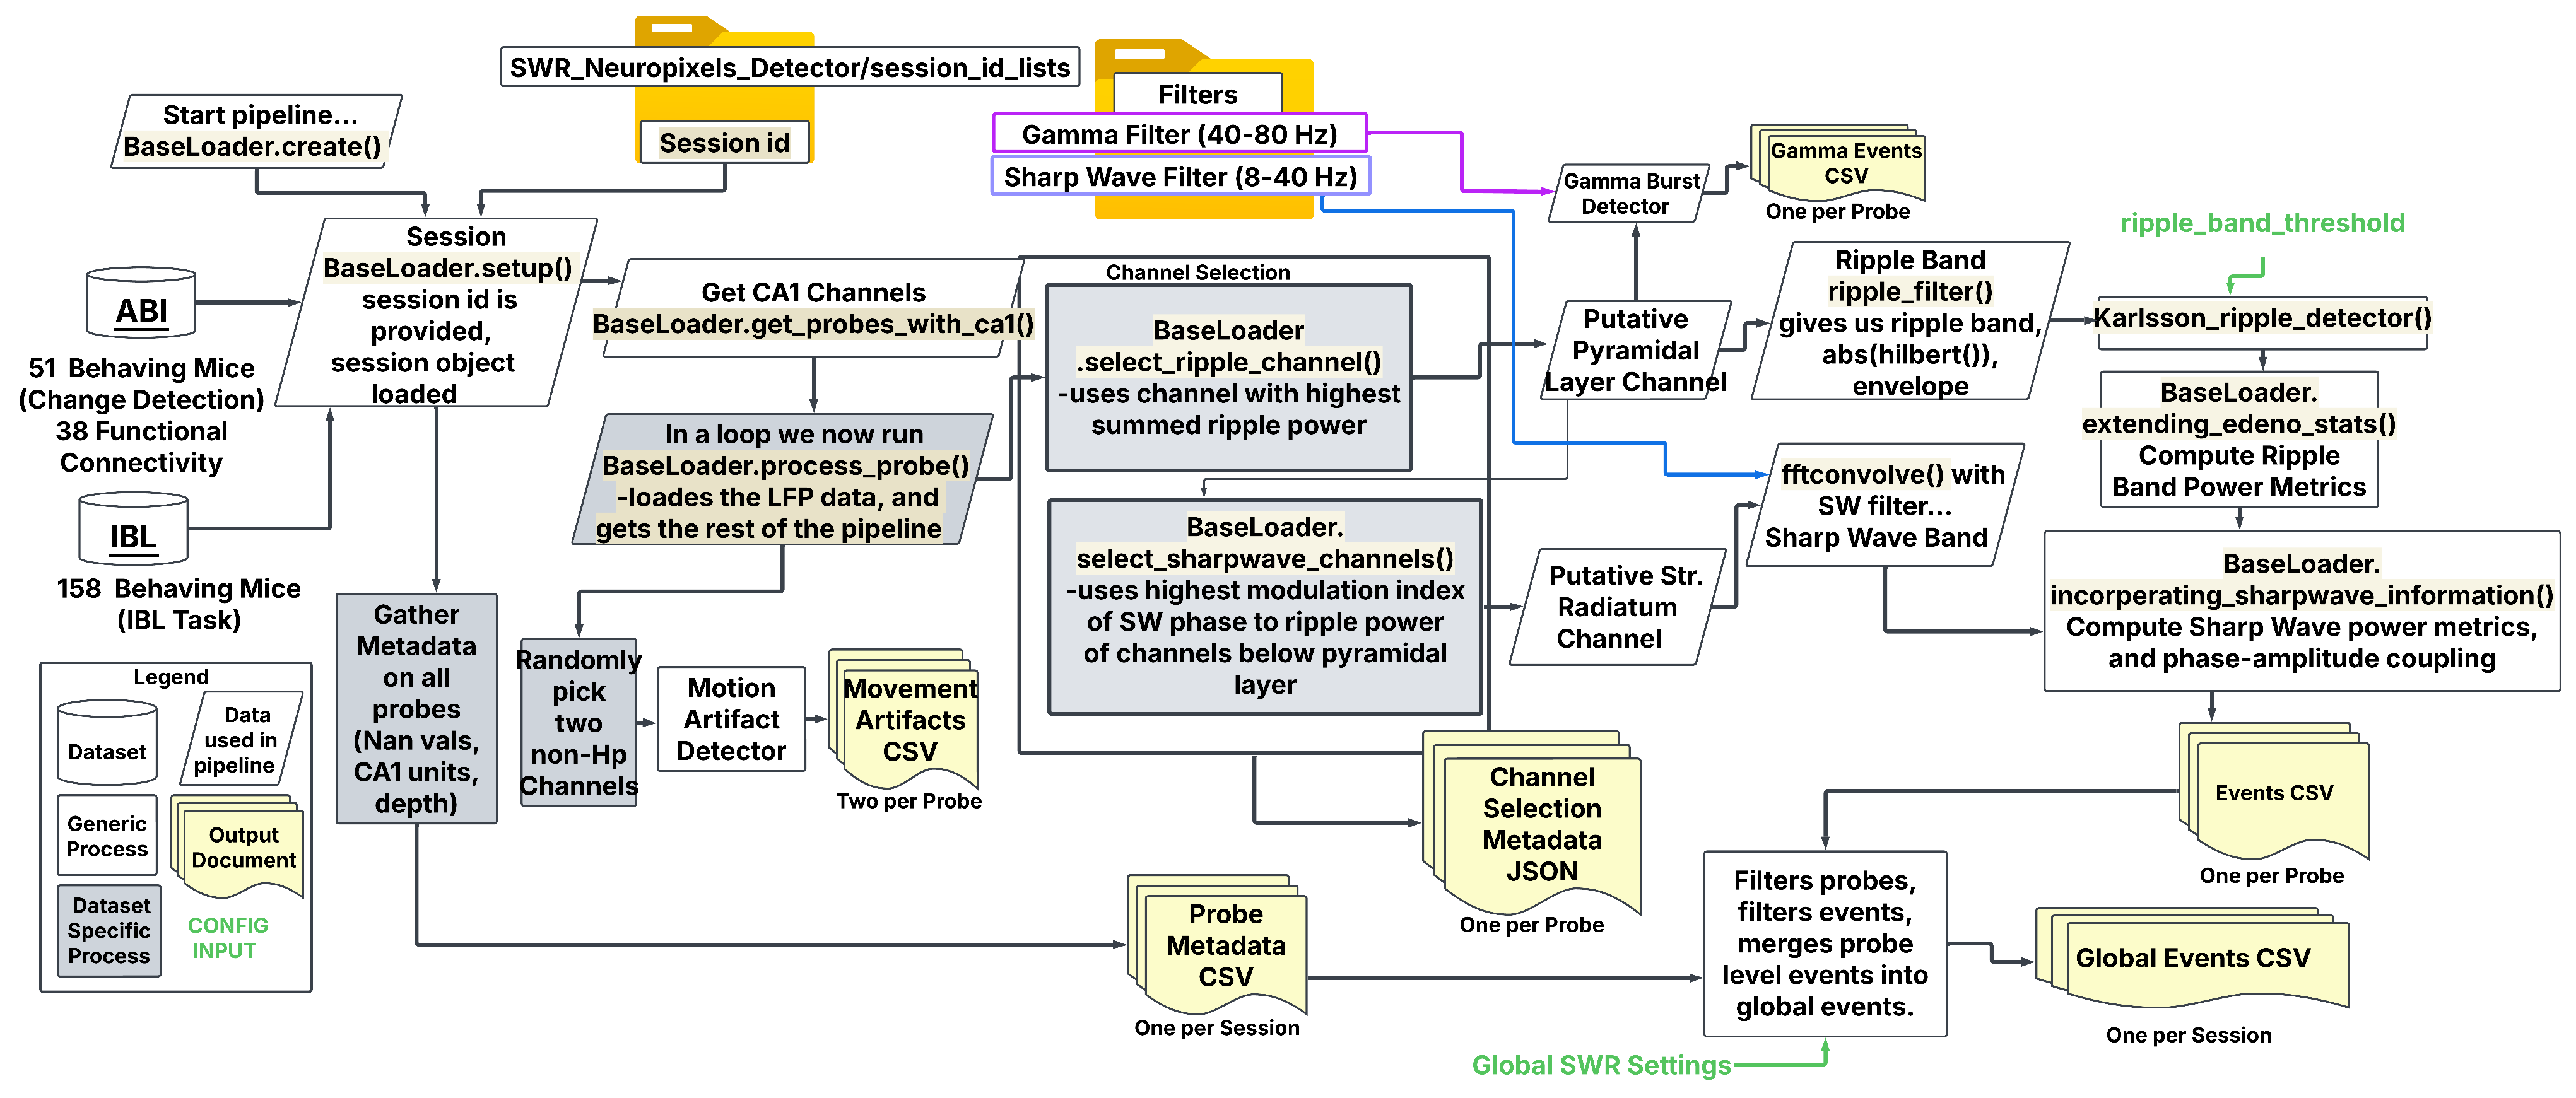 SWR_Neuropixels_Detector/session_id_lists
Session id
Start pipeline...
BaseLoader.create()
Filters
Gamma Filter (40-80 Hz)
Sharp Wave Filter (8-40 Hz)
Session
BaseLoader.setup()
session id is
provided,
session object
loaded
ABI
51 Behaving Mice
(Change Detection)
38 Functional
Connectivity
IBL
158 Behaving Mice
(IBL Task)
Get CA1 Channels
BaseLoader.get_probes_with_ca1()
In a loop we now run
BaseLoader.process_probe()
-loads the LFP data, and
gets the rest of the pipeline
Gather
Metadata
on all
probes
(Nan vals,
CA1 units,
depth)
Randomly
pick
two
non-Hp
Channels
Motion
Artifact
Detector
Movement
Artifacts
CSV
Two per Probe
Channel Selection
BaseLoader
.select_ripple_channel()
-uses channel with highest
summed ripple power
BaseLoader.
select_sharpwave_channels()
-uses highest modulation index
of SW phase to ripple power
of channels below pyramidal
layer
Gamma Burst
Detector
Gamma Events
CSV
One per Probe
Putative
Pyramidal
Layer Channel
Ripple Band
ripple_filter()
gives us ripple band,
abs(hilbert()),
envelope
ripple_band_threshold
Karlsson_ripple_detector()
BaseLoader.
extending_edeno_stats()
Compute Ripple
Band Power Metrics
fftconvolve() with
SW filter...
Sharp Wave Band
Putative Str.
Radiatum
Channel
BaseLoader.
incorperating_sharpwave_information()
Compute Sharp Wave power metrics,
and phase-amplitude coupling
Events CSV
One per Probe
Channel
Selection
Metadata
JSON
One per Probe
Probe
Metadata
CSV
One per Session
Filters probes,
filters events,
merges probe
level events into
global events.
Global SWR Settings
Global Events CSV
One per Session
Legend
Dataset
Data
used in
pipeline
Generic
Process
Output
Document
Dataset
Specific
Process
CONFIG
INPUT